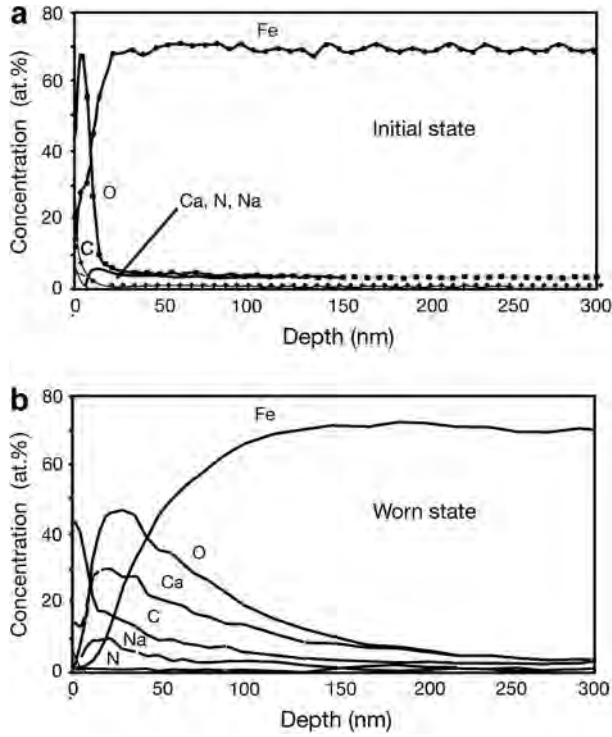 a
Concentration (at.%)
80
60
40
20
0
Fe
Initial state
O
Ca, N, Na
C
0 50 100 150 200 250 300
Depth (nm)
b
Concentration (at.%)
80
60
40
20
0
Fe
Worn state
O
Ca
C
Na
N
0 50 100 150 200 250 300
Depth (nm)